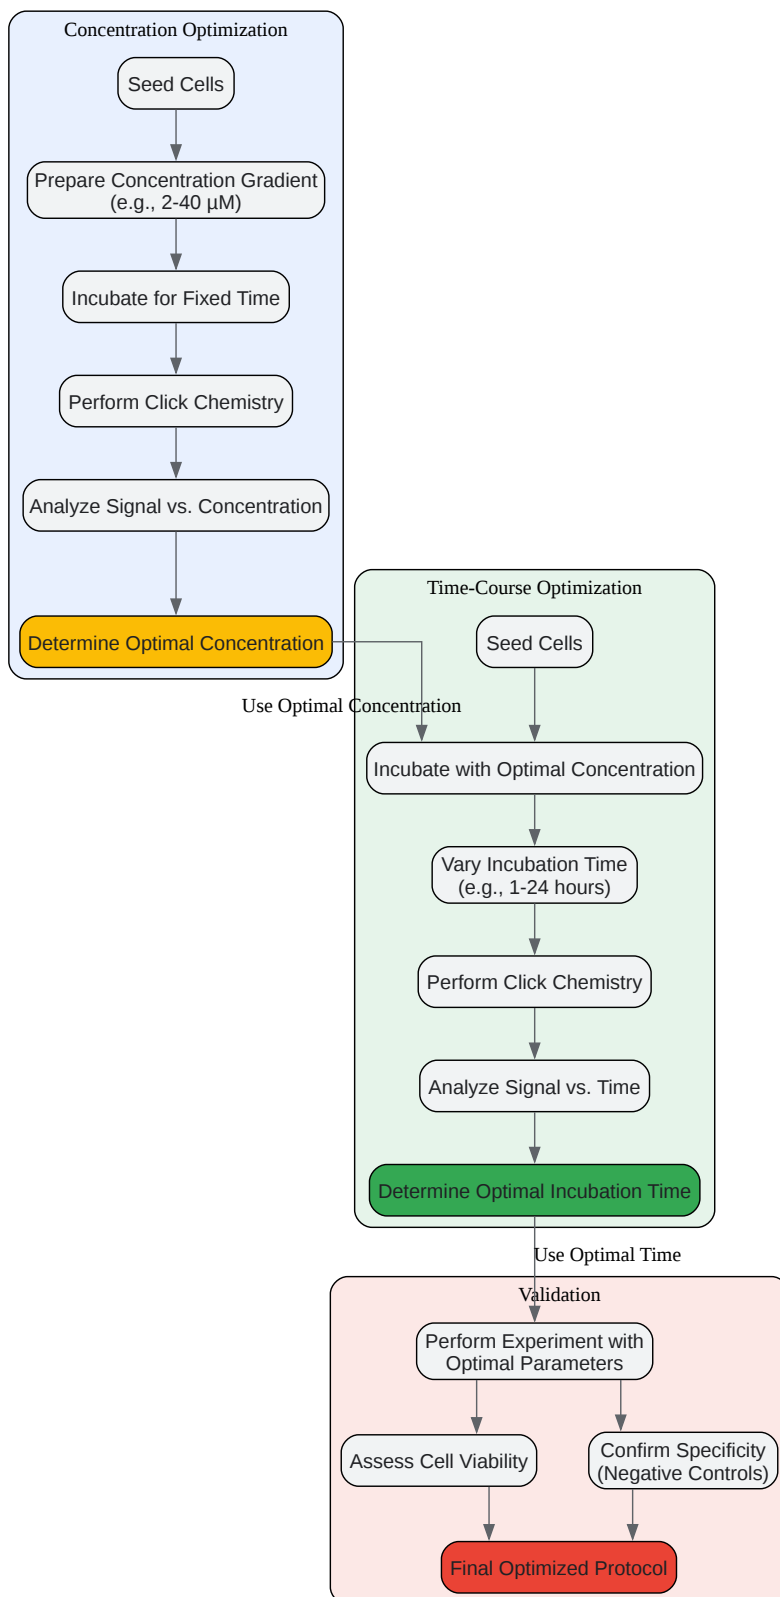 Concentration Optimization
Seed Cells
Prepare Concentration Gradient
(e.g., 2-40 µM)
Incubate for Fixed Time
Perform Click Chemistry
Analyze Signal vs. Concentration
Determine Optimal Concentration
Use Optimal Concentration
Time-Course Optimization
Seed Cells
Incubate with Optimal Concentration
Vary Incubation Time
(e.g., 1-24 hours)
Perform Click Chemistry
Analyze Signal vs. Time
Determine Optimal Incubation Time
Use Optimal Time
Validation
Perform Experiment with
Optimal Parameters
Assess Cell Viability
Confirm Specificity
(Negative Controls)
Final Optimized Protocol